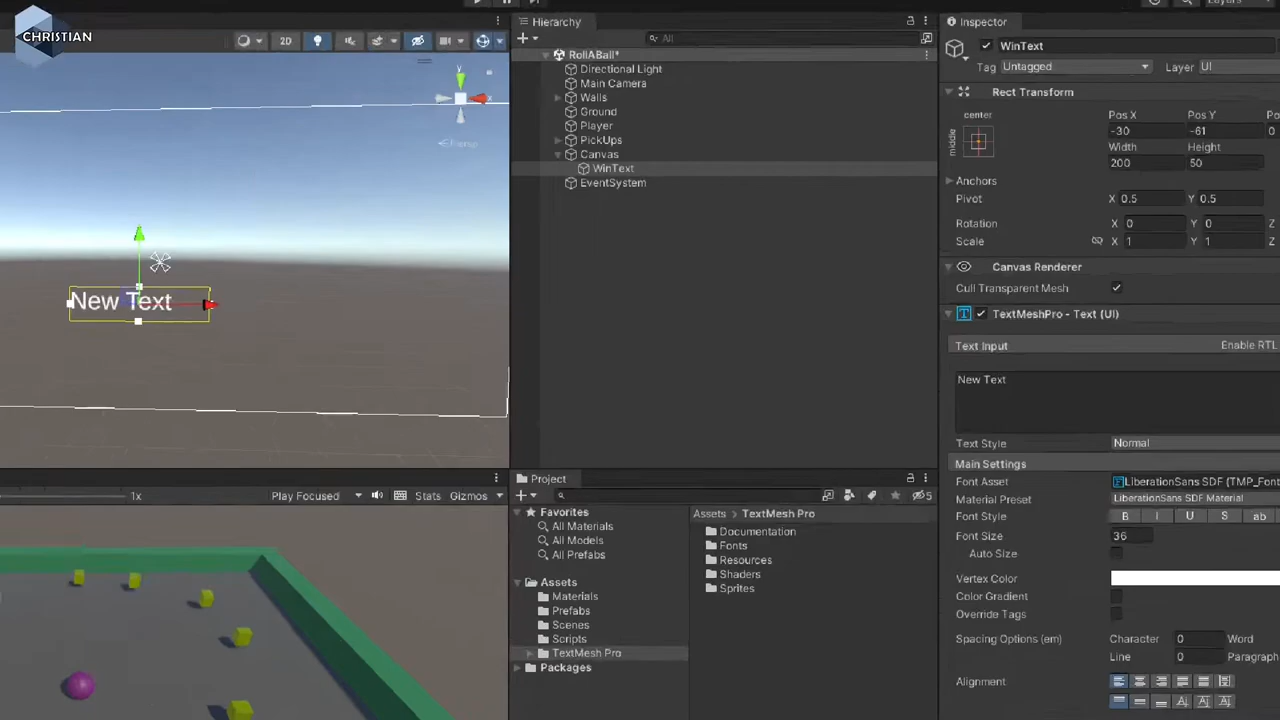 CHRISTIAN
2D
Persp
New Text
1x
Play Focused
Stats
Gizmos
Hierarchy
All
RollABall*
Directional Light
Main Camera
Walls
Ground
Player
PickUps
Canvas
WinText
EventSystem
Project
5
Favorites
All Materials
All Models
All Prefabs
Assets
Materials
Prefabs
Scenes
Scripts
TextMesh Pro
Packages
Assets > TextMesh Pro
Documentation
Fonts
Resources
Shaders
Sprites
Layers
Inspector
WinText
Tag Untagged Layer UI
Rect Transform
center
middle
Pos X Pos Y
-30 -61 0
Width Height
200 50
Anchors
Pivot X 0.5 Y 0.5
Rotation X 0 Y 0
Scale X 1 Y 1
Canvas Renderer
Cull Transparent Mesh
TextMeshPro - Text (UI)
Text Input Enable RTL
New Text
Text Style Normal
Main Settings
Font Asset LiberationSans SDF (TMP_Font
Material Preset LiberationSans SDF Material
Font Style B I U S ab
Font Size 36
Auto Size
Vertex Color
Color Gradient
Override Tags
Spacing Options (em) Character 0 Word
Line 0 Paragraph
Alignment